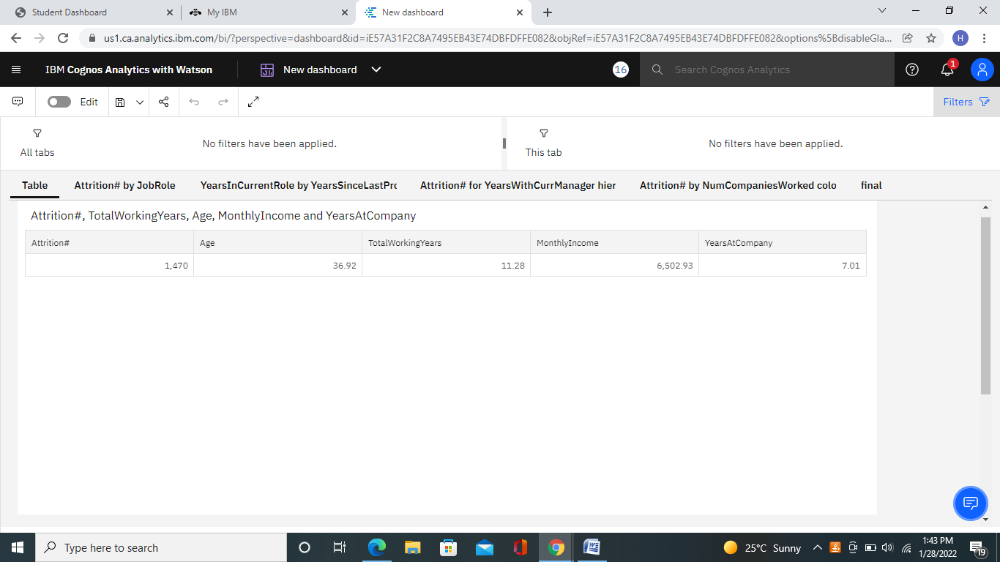 Student Dashboard
My IBM
New dashboard
us1.ca.analytics.ibm.com/bi/?perspective=dashboard&id=iE57A31F2C8A7495EB43E74DBFDFFE082&objRef=iE57A31F2C8A7495EB43E74DBFDFFE082&options%5BdisableGla...
H
IBM Cognos Analytics with Watson
New dashboard
16
Search Cognos Analytics
1
Edit
Filters
All tabs
No filters have been applied.
This tab
No filters have been applied.
Table
Attrition# by JobRole
YearsInCurrentRole by YearsSinceLastPro
Attrition# for YearsWithCurrManager hier
Attrition# by NumCompaniesWorked colo
final
Attrition#, TotalWorkingYears, Age, MonthlyIncome and YearsAtCompany
Attrition# Age TotalWorkingYears MonthlyIncome YearsAtCompany
1,470 36.92 11.28 6,502.93 7.01
Type here to search
25°C Sunny
1:43 PM
1/28/2022
19